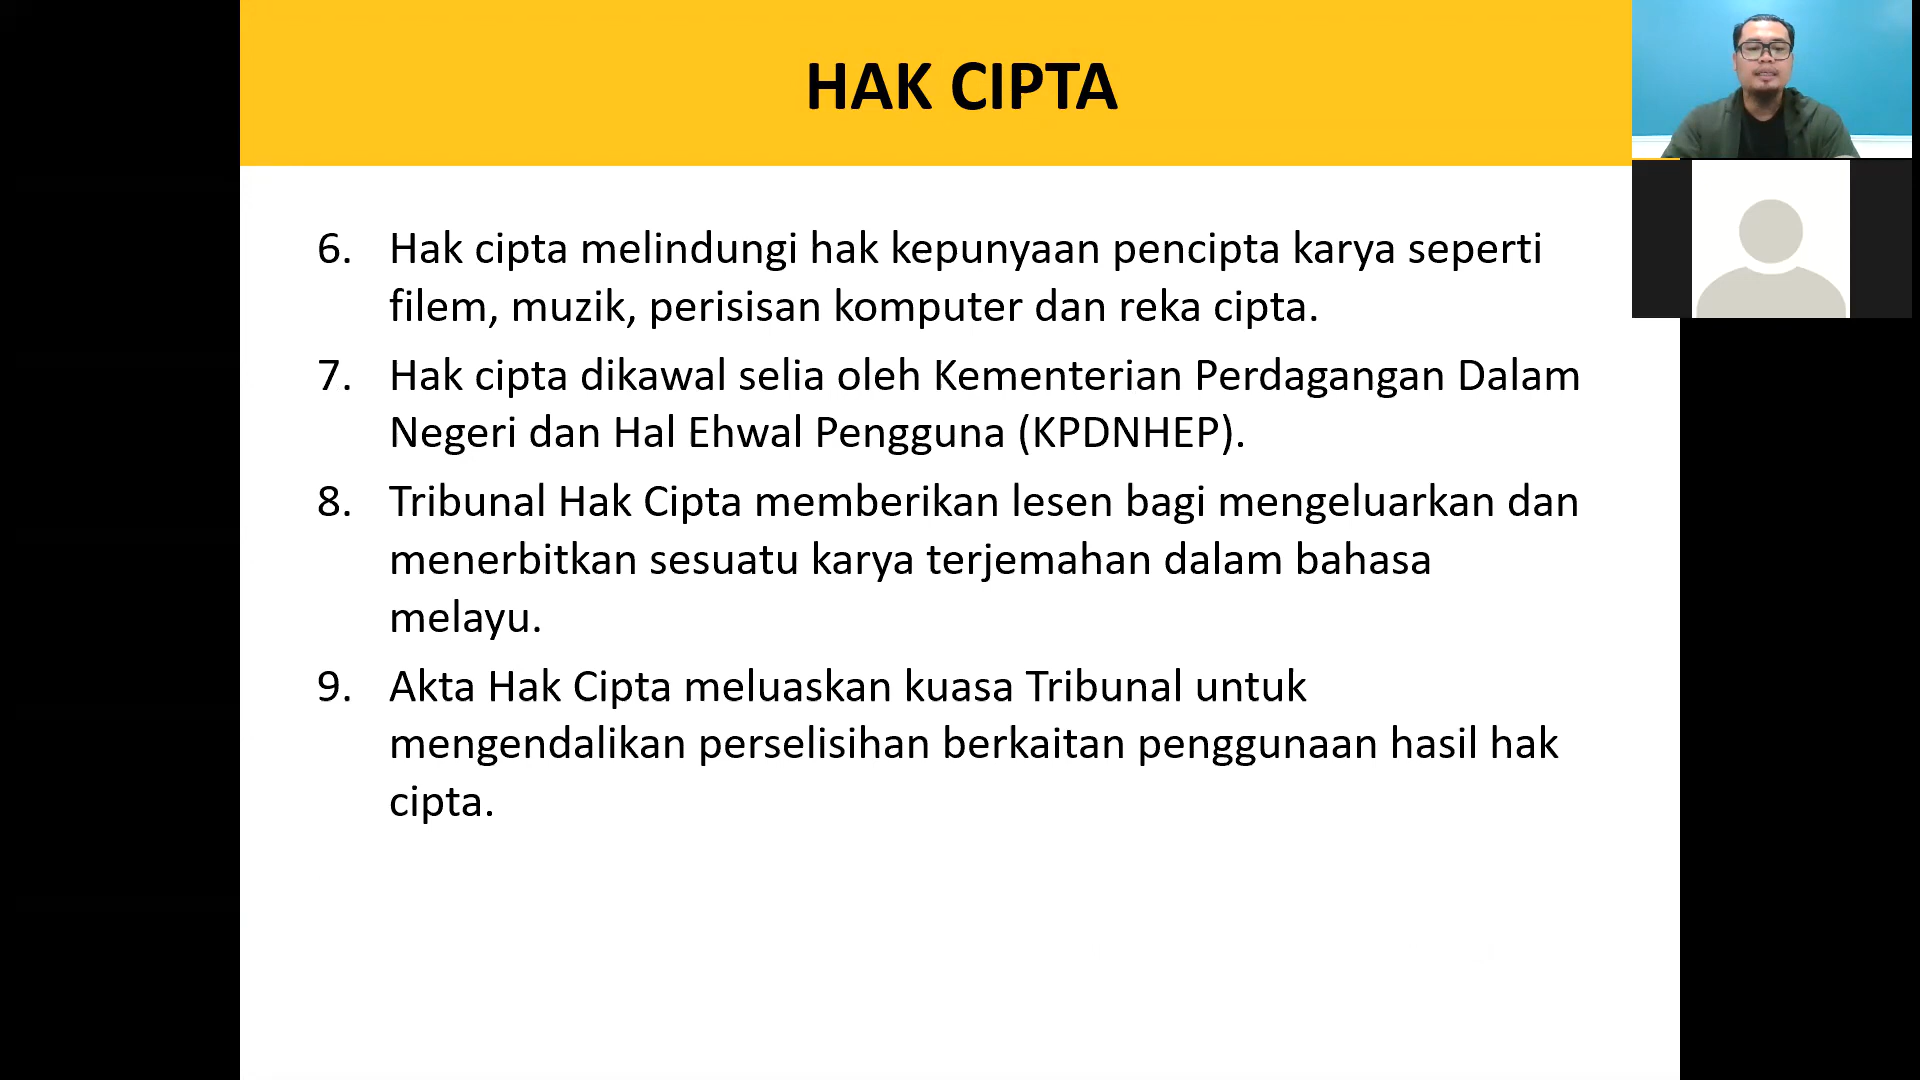 HAK CIPTA
6. Hak cipta melindungi hak kepunyaan pencipta karya seperti
filem, muzik, perisisan komputer dan reka cipta.
7. Hak cipta dikawal selia oleh Kementerian Perdagangan Dalam
Negeri dan Hal Ehwal Pengguna (KPDNHEP).
8. Tribunal Hak Cipta memberikan lesen bagi mengeluarkan dan
menerbitkan sesuatu karya terjemahan dalam bahasa
melayu.
9. Akta Hak Cipta meluaskan kuasa Tribunal untuk
mengendalikan perselisihan berkaitan penggunaan hasil hak
cipta.